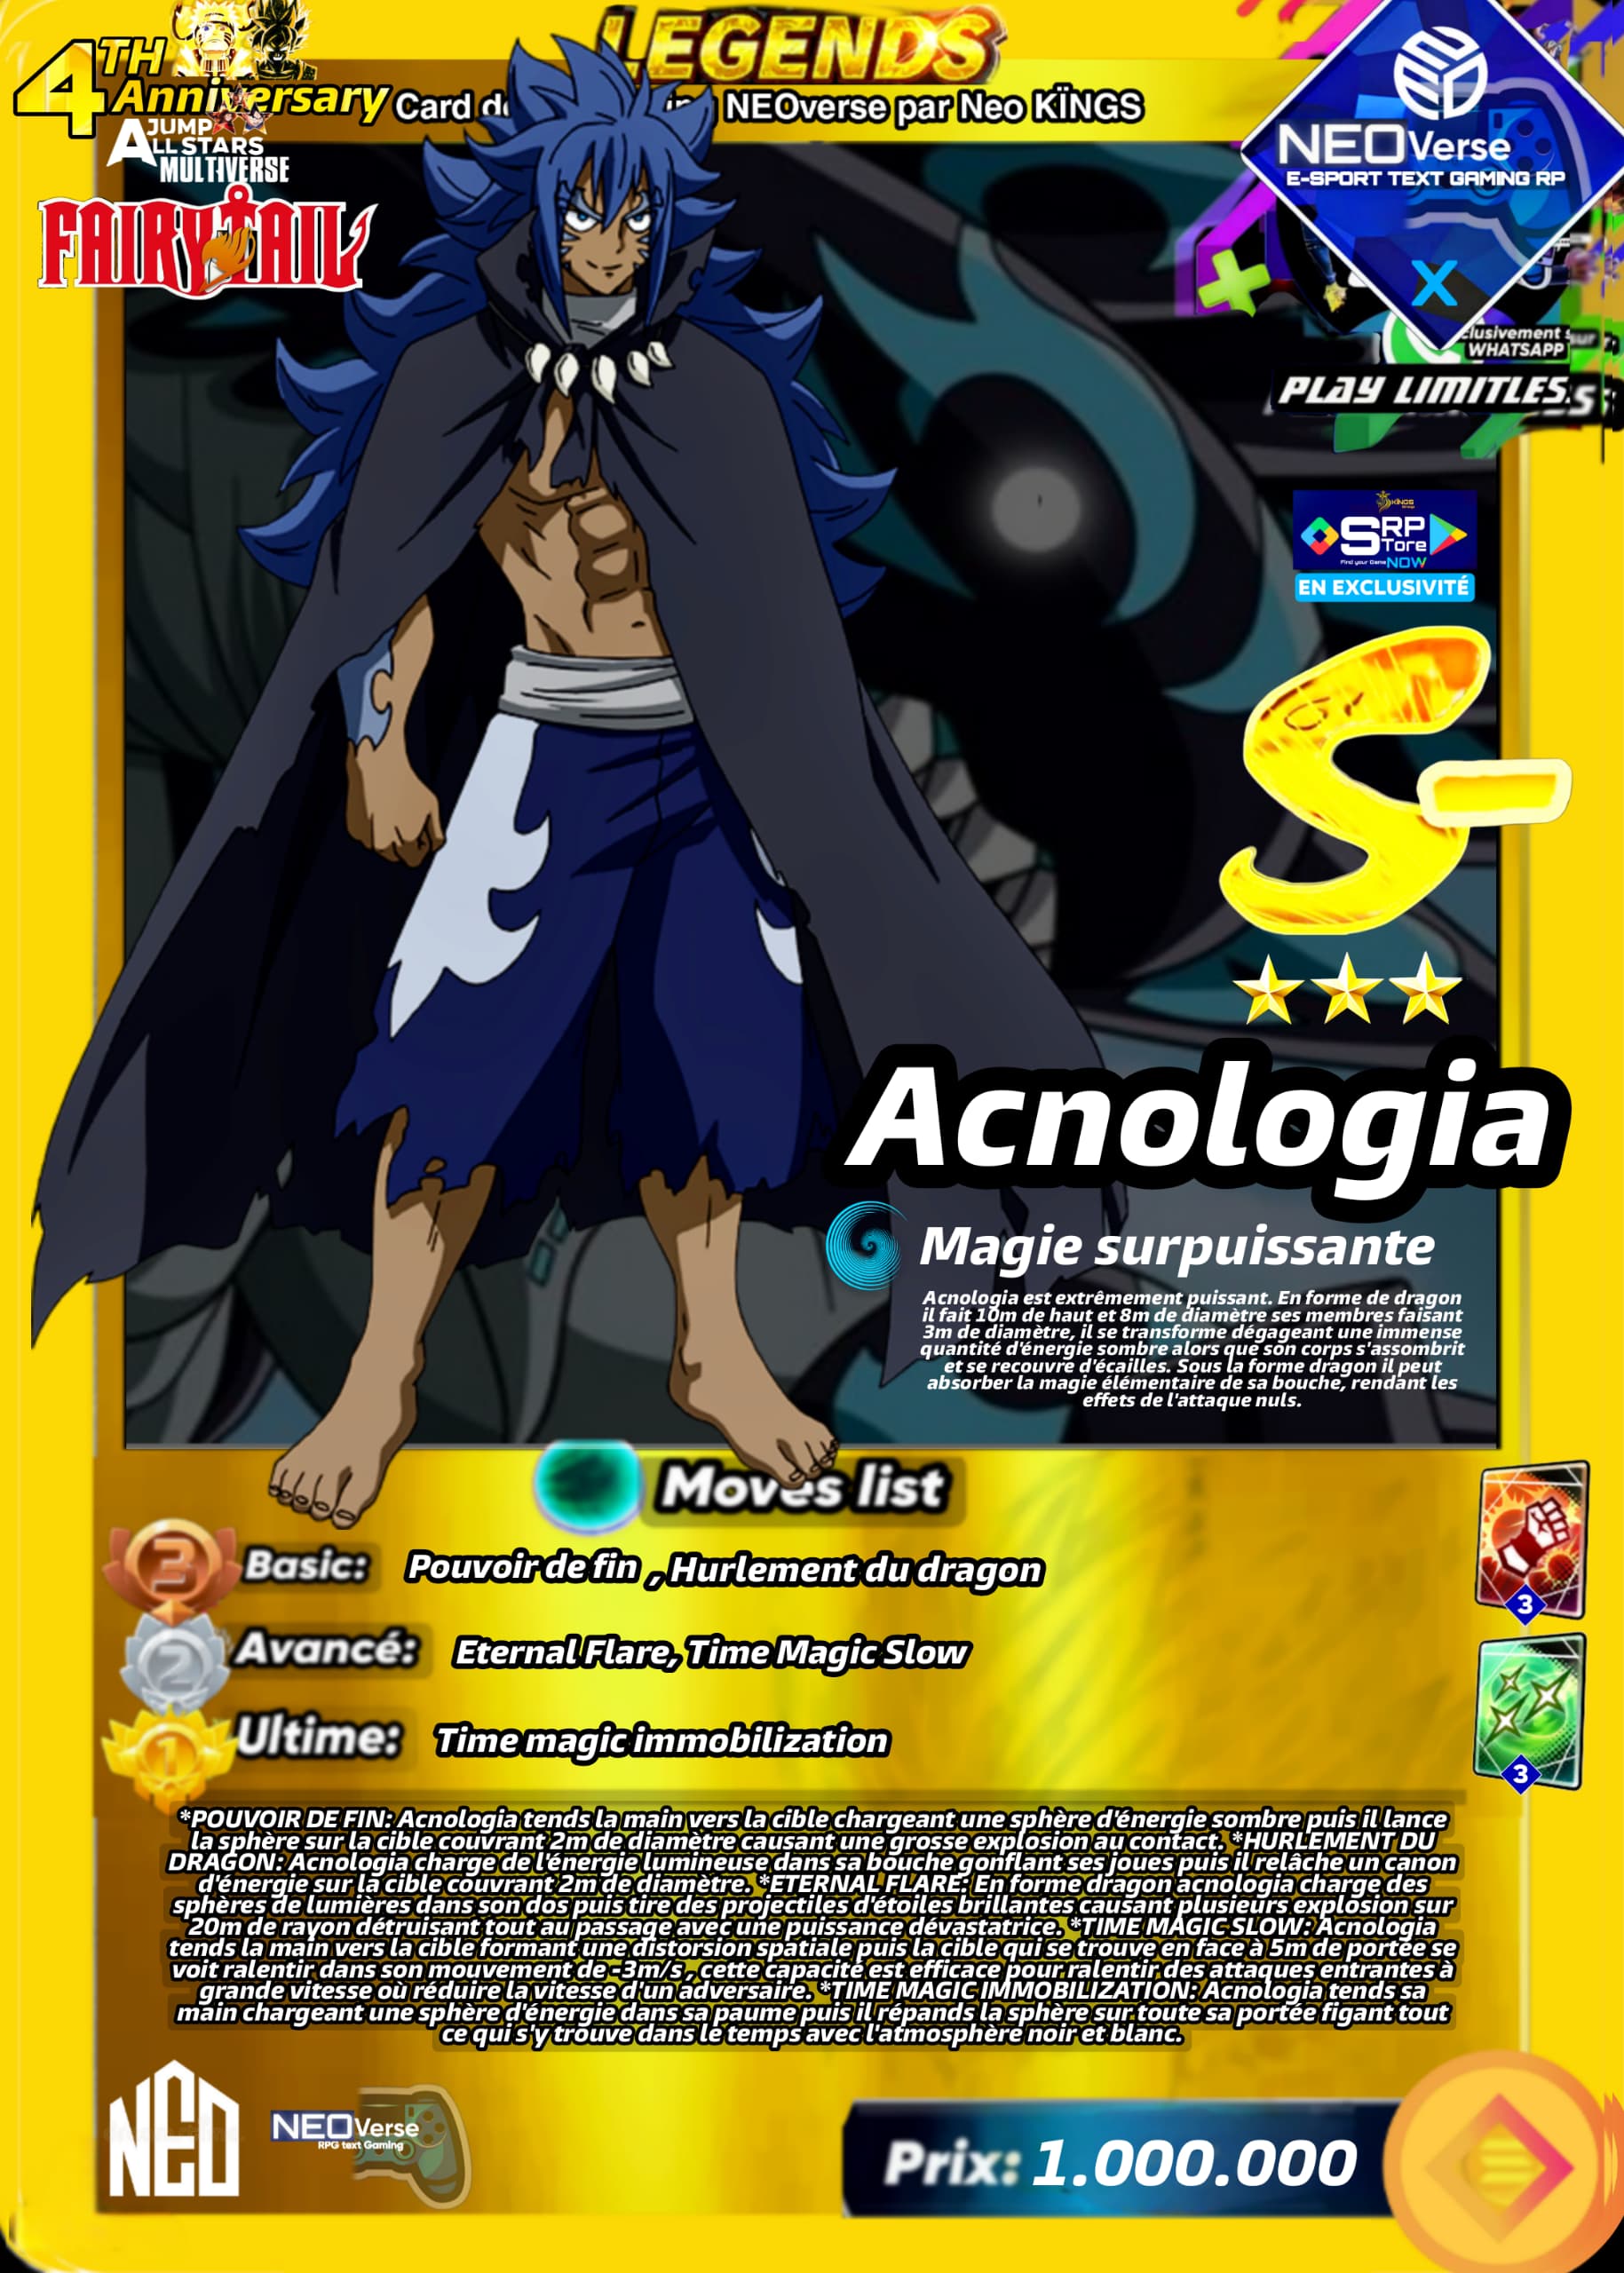 LEGENDS
4TH
Anniversary
Card de NEOverse par Neo KÏNGS
JUMP
ALL STARS
MULTIVERSE
FAIRY TAIL
NEOVerse
E-SPORT TEXT GAMING RP
X
clusivement s
WHATSAPP
PLAY LIMITLES
KINGS
SRP
Tore
Find your Game NOW
EN EXCLUSIVITÉ
S-
Acnologia
Magie surpuissante
Acnologia est extrêmement puissant. En forme de dragon
il fait 10m de haut et 8m de diamètre ses membres faisant
3m de diamètre, il se transforme dégageant une immense
quantité d'énergie sombre alors que son corps s'assombrit
et se recouvre d'écailles. Sous la forme dragon il peut
absorber la magie élémentaire de sa bouche, rendant les
effets de l'attaque nuls.
Moves list
3 Basic: Pouvoir de fin , Hurlement du dragon
3
2 Avancé: Eternal Flare, Time Magic Slow
1 Ultime: Time magic immobilization
3
*POUVOIR DE FIN: Acnologia tends la main vers la cible chargeant une sphère d'énergie sombre puis il lance
la sphère sur la cible couvrant 2m de diamètre causant une grosse explosion au contact. *HURLEMENT DU
DRAGON: Acnologia charge de l'énergie lumineuse dans sa bouche gonflant ses joues puis il relâche un canon
d'énergie sur la cible couvrant 2m de diamètre. *ETERNAL FLARE: En forme dragon acnologia charge des
sphères de lumières dans son dos puis tire des projectiles d'étoiles brillantes causant plusieurs explosion sur
20m de rayon détruisant tout au passage avec une puissance dévastatrice. *TIME MAGIC SLOW: Acnologia
tends la main vers la cible formant une distorsion spatiale puis la cible qui se trouve en face à 5m de portée se
voit ralentir dans son mouvement de -3m/s , cette capacité est efficace pour ralentir des attaques entrantes à
grande vitesse où réduire la vitesse d'un adversaire. *TIME MAGIC IMMOBILIZATION: Acnologia tends sa
main chargeant une sphère d'énergie dans sa paume puis il répands la sphère sur toute sa portée figant tout
ce qui s'y trouve dans le temps avec l'atmosphère noir et blanc.
NEO
NEOVerse
RPG text Gaming
Prix: 1.000.000